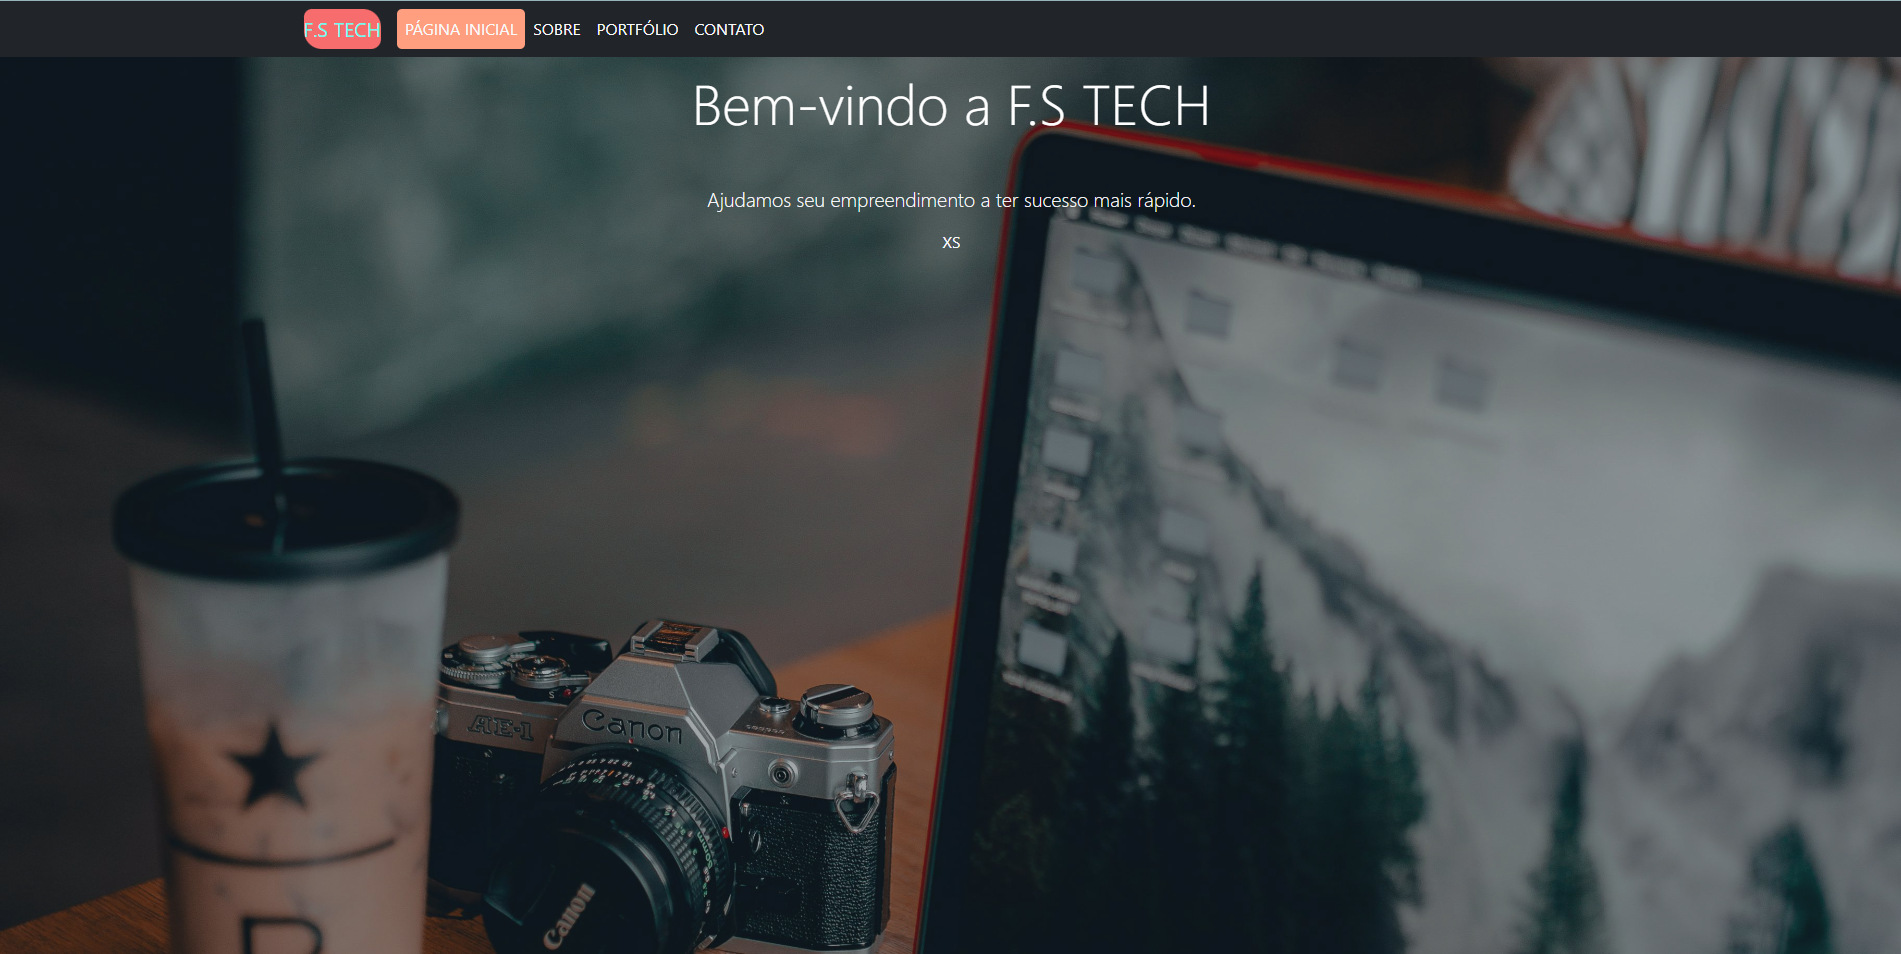 F.S TECH
PÁGINA INICIAL SOBRE PORTFÓLIO CONTATO
Bem-vindo a F.S TECH
Ajudamos seu empreendimento a ter sucesso mais rápido.
XS
AE-1
Canon
Canon